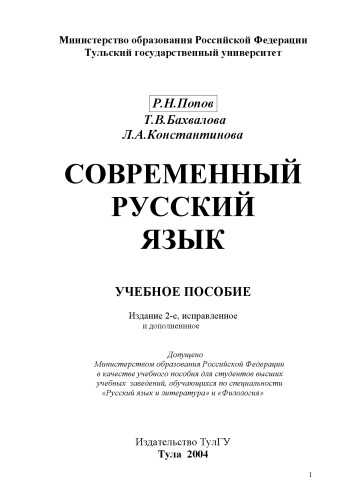 Министерство образования Российской Федерации
Тульский государственный университет
Р.Н.Попов
Т.В.Бахвалова
Л.А.Константинова
СОВРЕМЕННЫЙ
РУССКИЙ
ЯЗЫК
УЧЕБНОЕ ПОСОБИЕ
Издание 2-е, исправленное
и дополненнное
Допущено
Министерством образования Российской Федерации
в качестве учебного пособия для студентов высших
учебных заведений, обучающихся по специальности
«Русский язык и литература» и «Филология»
Издательство ТулГУ
Тула 2004
1